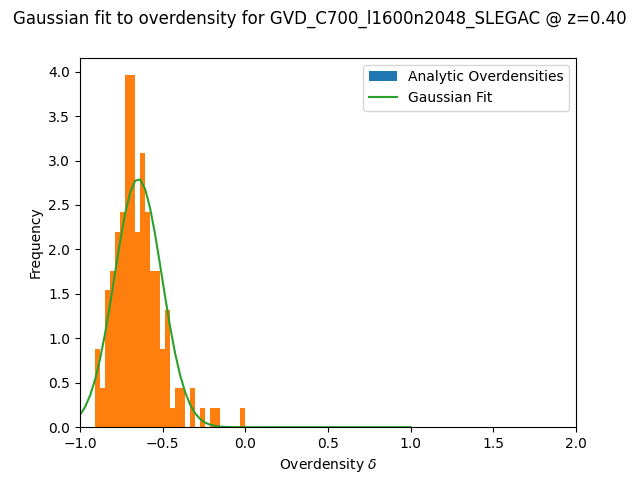 Gaussian fit to overdensity for GVD_C700_l1600n2048_SLEGAC @ z=0.40
Analytic Overdensities
Gaussian Fit
4.0
3.5
3.0
2.5
2.0
1.5
1.0
0.5
0.0
Frequency
−1.0 −0.5 0.0 0.5 1.0 1.5 2.0
Overdensity δ